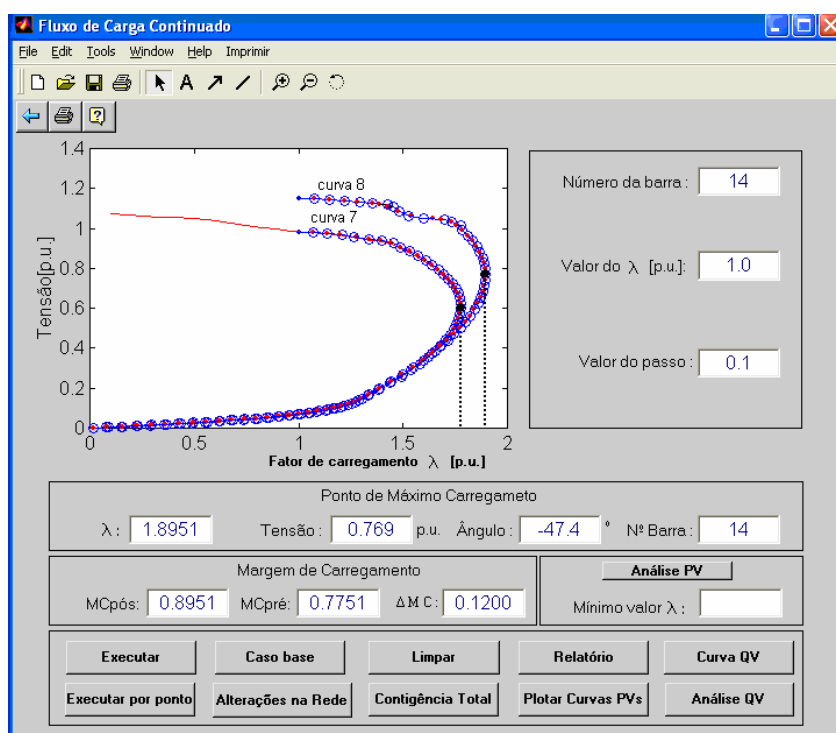 Fluxo de Carga Continuado
File Edit Tools Window Help Imprimir
A
1.4
1.2
1
0.8
0.6
0.4
0.2
0
Tensão[p.u.]
curva 8
curva 7
0 0.5 1 1.5 2
Fator de carregamento λ [p.u.]
Número da barra : 14
Valor do λ [p.u.]: 1.0
Valor do passo : 0.1
Ponto de Máximo Carregameto
λ : 1.8951 Tensão : 0.769 p.u. Ângulo : -47.4 ° Nº Barra : 14
Margem de Carregamento
MCpós: 0.8951 MCpré: 0.7751 ΔMC: 0.1200
Análise PV
Mínimo valor λ :
Executar Caso base Limpar Relatório Curva QV
Executar por ponto Alterações na Rede Contigência Total Plotar Curvas PVs Análise QV